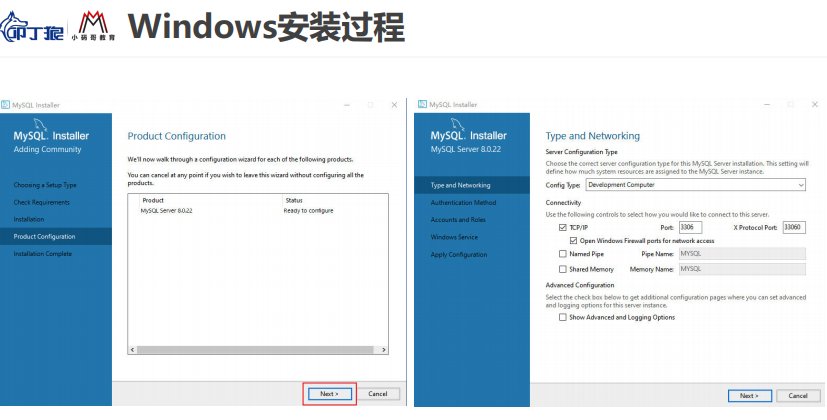 叩丁狼
小码哥教育
Windows安装过程
MySQL Installer
MySQL. Installer
Adding Community
Choosing a Setup Type
Check Requirements
Installation
Product Configuration
Installation Complete
Product Configuration
We'll now walk through a configuration wizard for each of the following products.
You can cancel at any point if you wish to leave this wizard without configuring all the
products.
Product Status
MySQL Server 8.0.22 Ready to configure
Next >
Cancel
MySQL Installer
MySQL. Installer
MySQL Server 8.0.22
Type and Networking
Authentication Method
Accounts and Roles
Windows Service
Apply Configuration
Type and Networking
Server Configuration Type
Choose the correct server configuration type for this MySQL Server installation. This setting will
define how much system resources are assigned to the MySQL Server instance.
Config Type: Development Computer
Connectivity
Use the following controls to select how you would like to connect to this server.
TCP/IP Port: 3306 X Protocol Port: 33060
Open Windows Firewall ports for network access
Named Pipe Pipe Name: MYSQL
Shared Memory Memory Name: MYSQL
Advanced Configuration
Select the check box below to get additional configuration pages where you can set advanced
and logging options for this server instance.
Show Advanced and Logging Options
Next >
Cancel